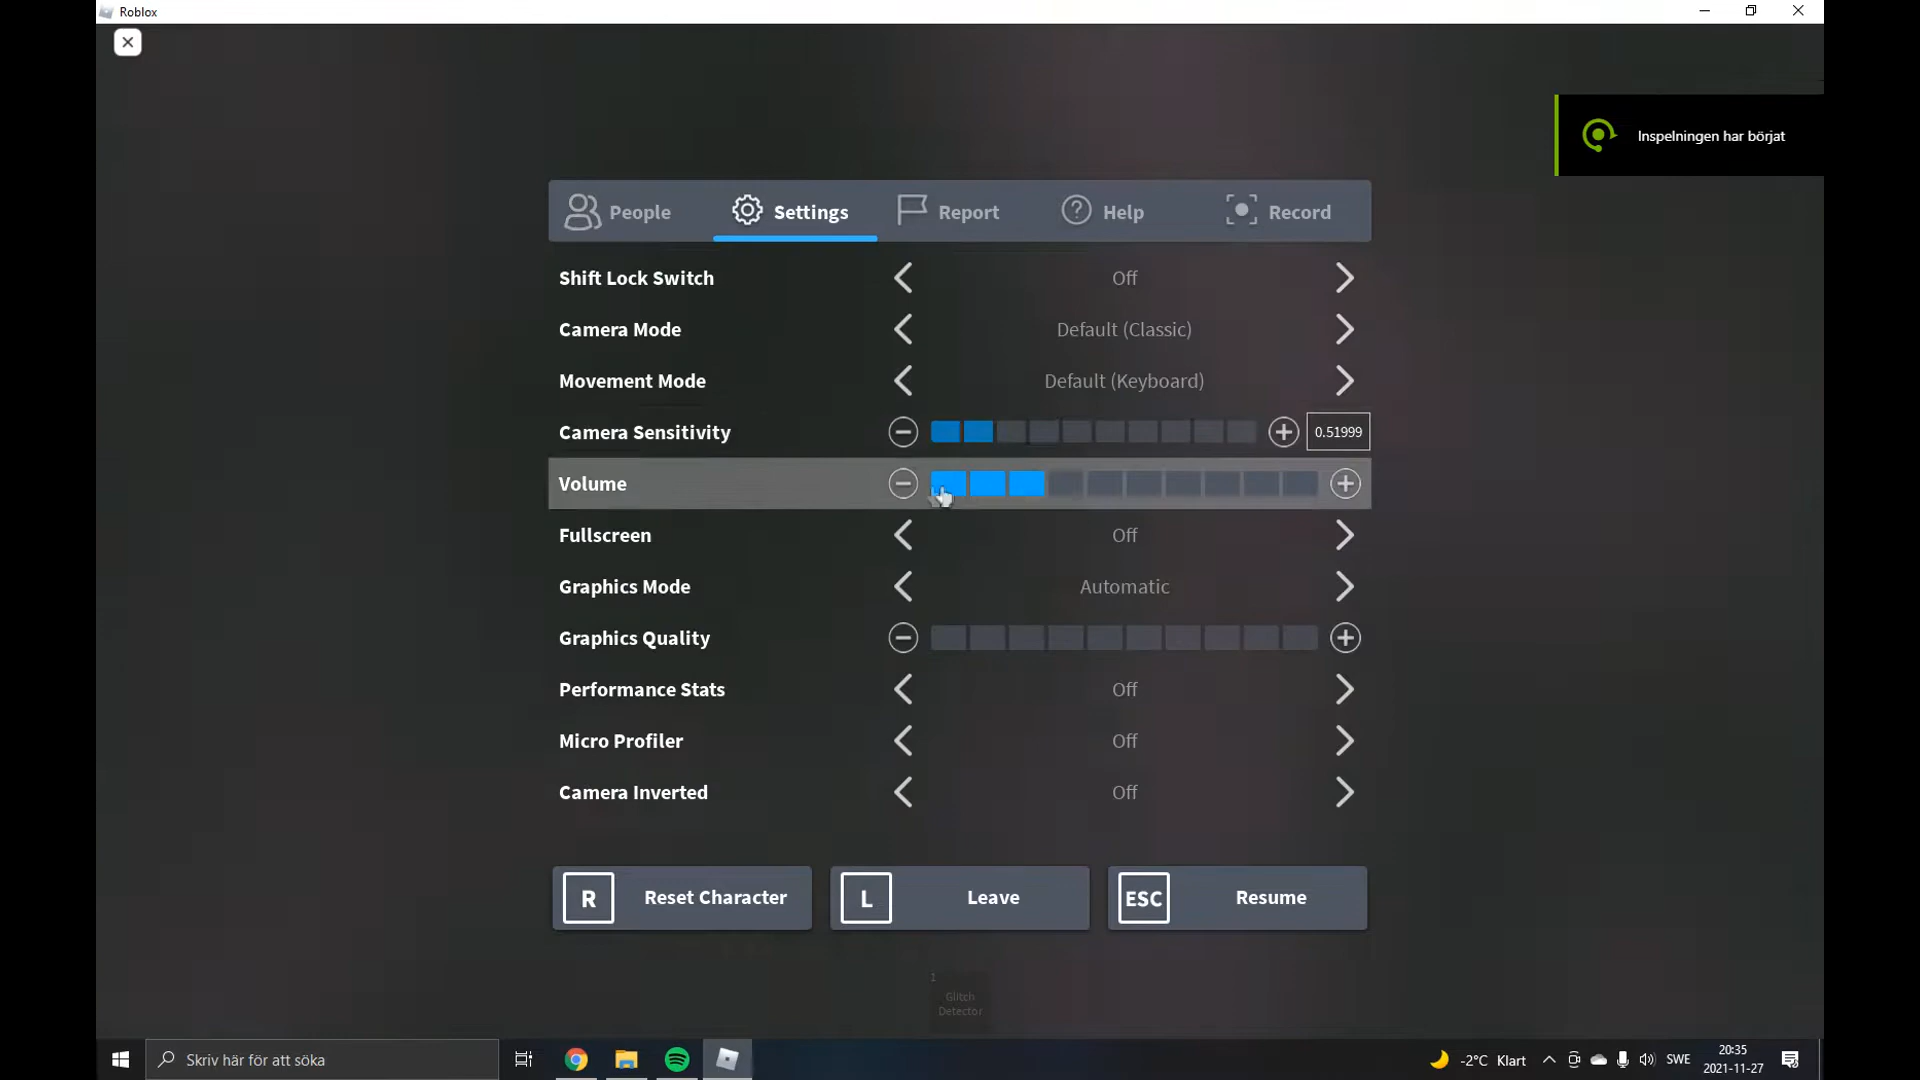 Roblox
Inspelningen har börjat
People Settings Report Help Record
Shift Lock Switch Off
Camera Mode Default (Classic)
Movement Mode Default (Keyboard)
Camera Sensitivity 0.51999
Volume
Fullscreen Off
Graphics Mode Automatic
Graphics Quality
Performance Stats Off
Micro Profiler Off
Camera Inverted Off
R Reset Character L Leave ESC Resume
1
Glitch
Detector
Skriv här för att söka
-2°C Klart SWE 20:35
2021-11-27